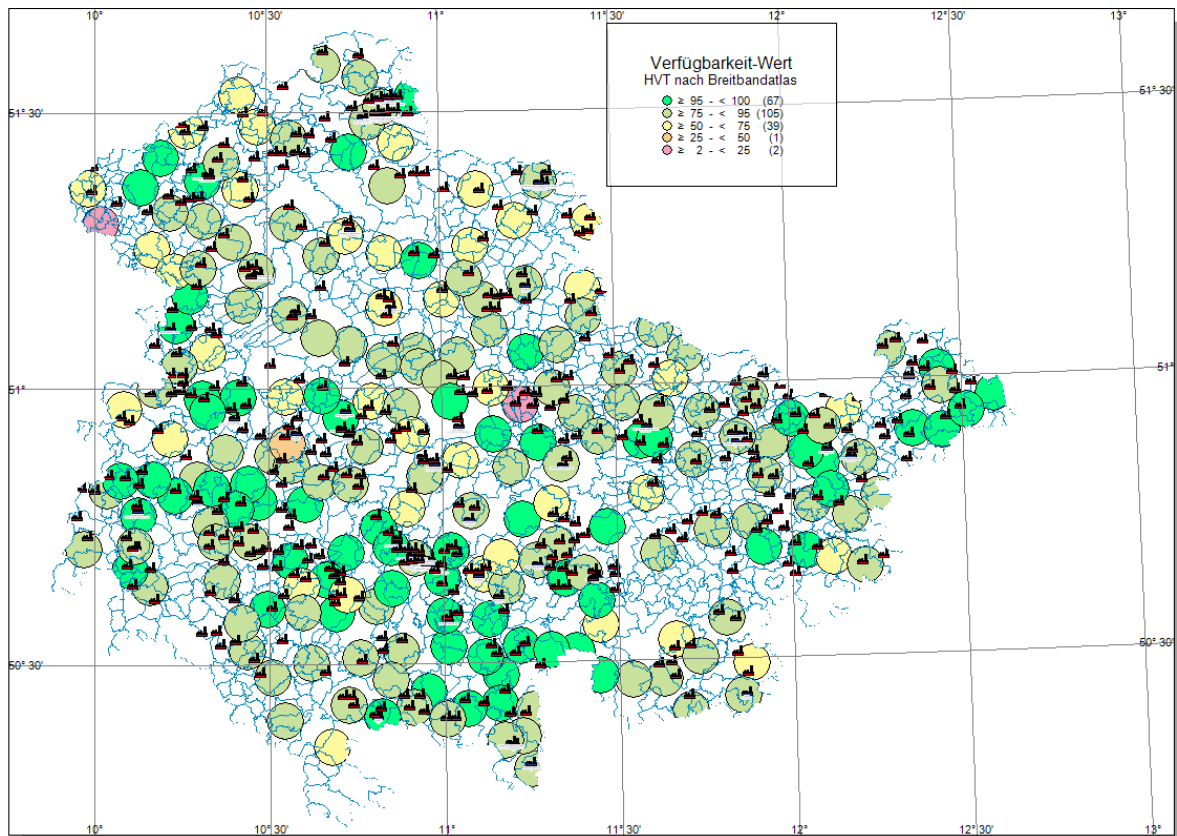 10° 10° 30' 11° 11° 30' 12° 12° 30' 13°
Verfügbarkeit-Wert
HVT nach Breitbandatlas
≥ 95 - < 100 (67)
≥ 75 - < 95 (105)
≥ 50 - < 75 (39)
≥ 25 - < 50 (1)
≥ 2 - < 25 (2)
51° 30' 51° 30'
51° 51°
50° 30' 50° 30'
10° 10° 30' 11° 11° 30' 12° 12° 30' 13°